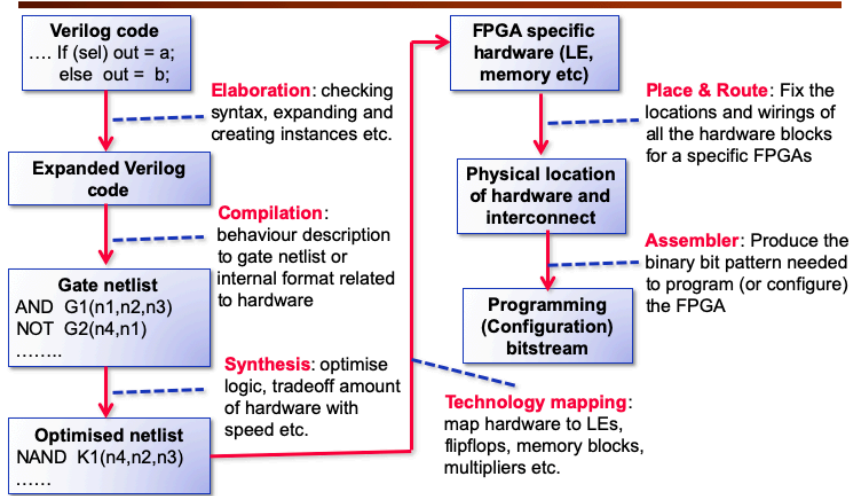 Verilog code
.... If (sel) out = a;
else out = b;
Elaboration: checking
syntax, expanding and
creating instances etc.
Expanded Verilog
code
Compilation:
behaviour description
to gate netlist or
internal format related
to hardware
Gate netlist
AND G1(n1,n2,n3)
NOT G2(n4,n1)
........
Synthesis: optimise
logic, tradeoff amount
of hardware with
speed etc.
Optimised netlist
NAND K1(n4,n2,n3)
......
FPGA specific
hardware (LE,
memory etc)
Place & Route: Fix the
locations and wirings of
all the hardware blocks
for a specific FPGAs
Physical location
of hardware and
interconnect
Assembler: Produce the
binary bit pattern needed
to program (or configure)
the FPGA
Programming
(Configuration)
bitstream
Technology mapping:
map hardware to LEs,
flipflops, memory blocks,
multipliers etc.